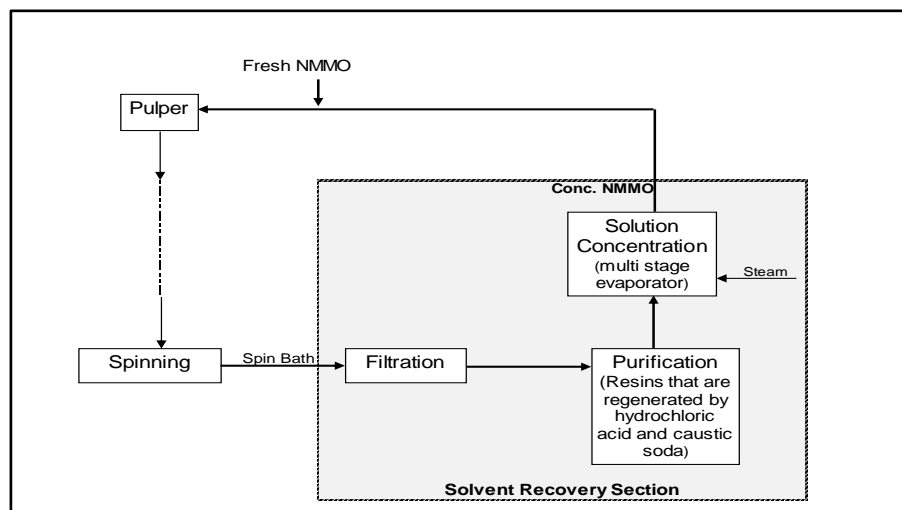 Fresh NMMO
Pulper
Conc. NMMO
Solution
Concentration
(multi stage
evaporator)
Steam
Spinning
Spin Bath
Filtration
Purification
(Resins that are
regenerated by
hydrochloric
acid and caustic
soda)
Solvent Recovery Section